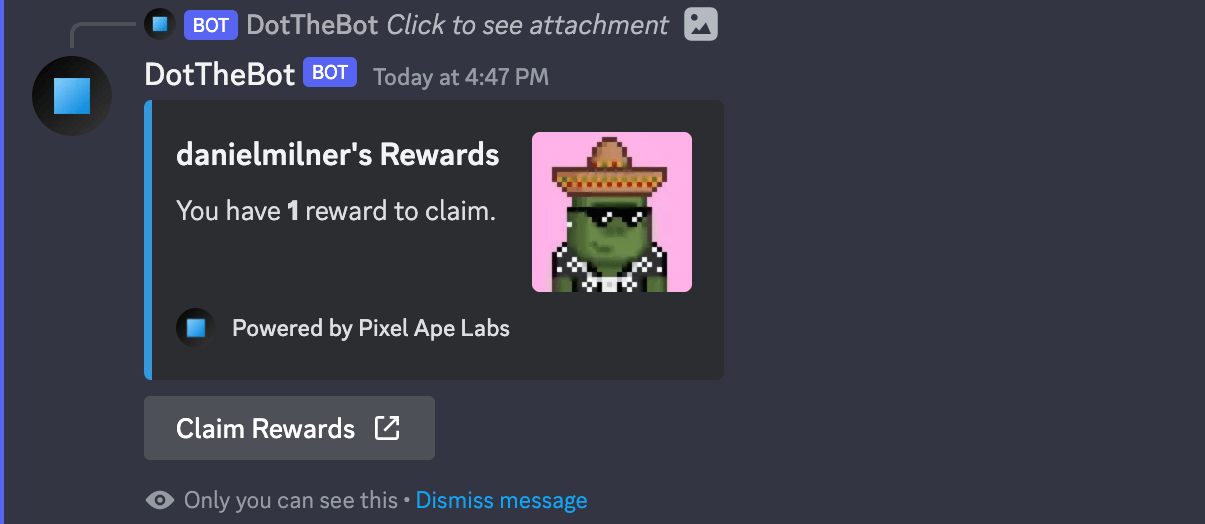 BOT DotTheBot Click to see attachment
DotTheBot BOT Today at 4:47 PM
danielmilner's Rewards
You have 1 reward to claim.
Powered by Pixel Ape Labs
Claim Rewards
Only you can see this • Dismiss message